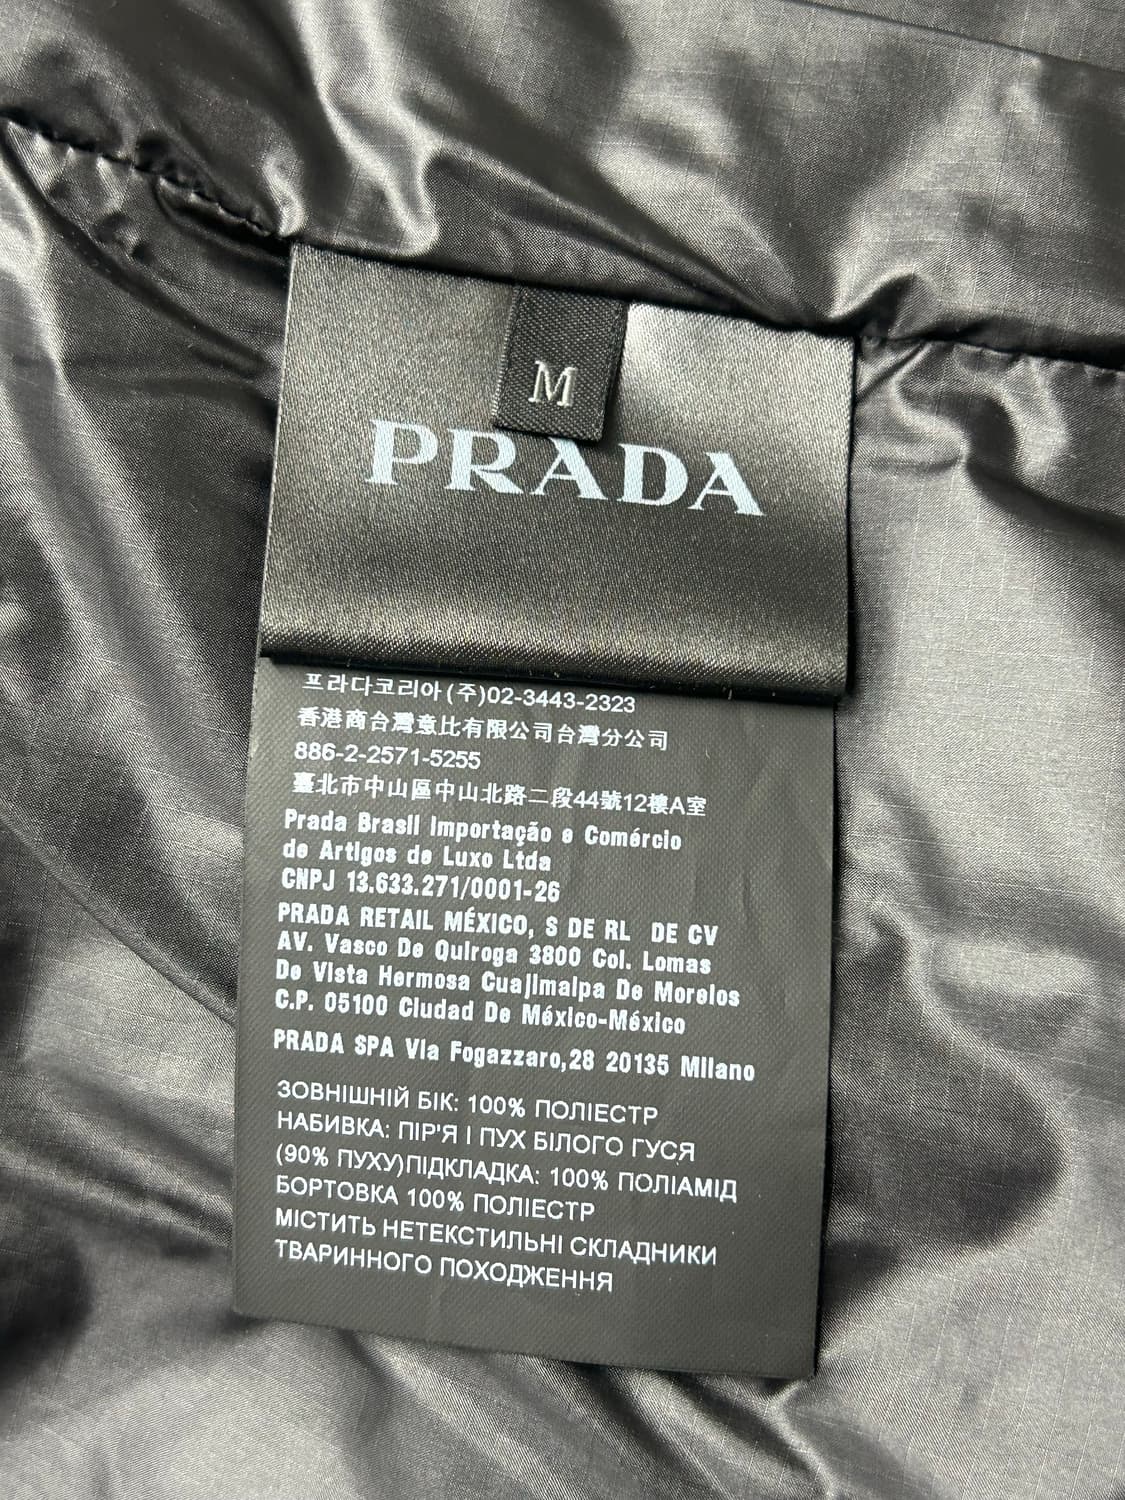 M
PRADA
프라다코리아(주)02-3443-2323
香港商台灣意比有限公司台灣分公司
886-2-2571-5255
臺北市中山區中山北路二段44號12樓A室
Prada Brasil Importação e Comércio
de Artigos de Luxo Ltda
CNPJ 13.633.271/0001-26
PRADA RETAIL MÉXICO, S DE RL DE CV
AV. Vasco De Quiroga 3800 Col. Lomas
De Vista Hermosa Cuajimalpa De Morelos
C.P. 05100 Ciudad De México-México
PRADA SPA Via Fogazzaro,28 20135 Milano
ЗОВНІШНІЙ БІК: 100% ПОЛІЕСТР
НАБИВКА: ПІР'Я І ПУХ БІЛОГО ГУСЯ
(90% ПУХУ)ПІДКЛАДКА: 100% ПОЛІАМІД
БОРТОВКА 100% ПОЛІЕСТР
МІСТИТЬ НЕТЕКСТИЛЬНІ СКЛАДНИКИ
ТВАРИННОГО ПОХОДЖЕННЯ